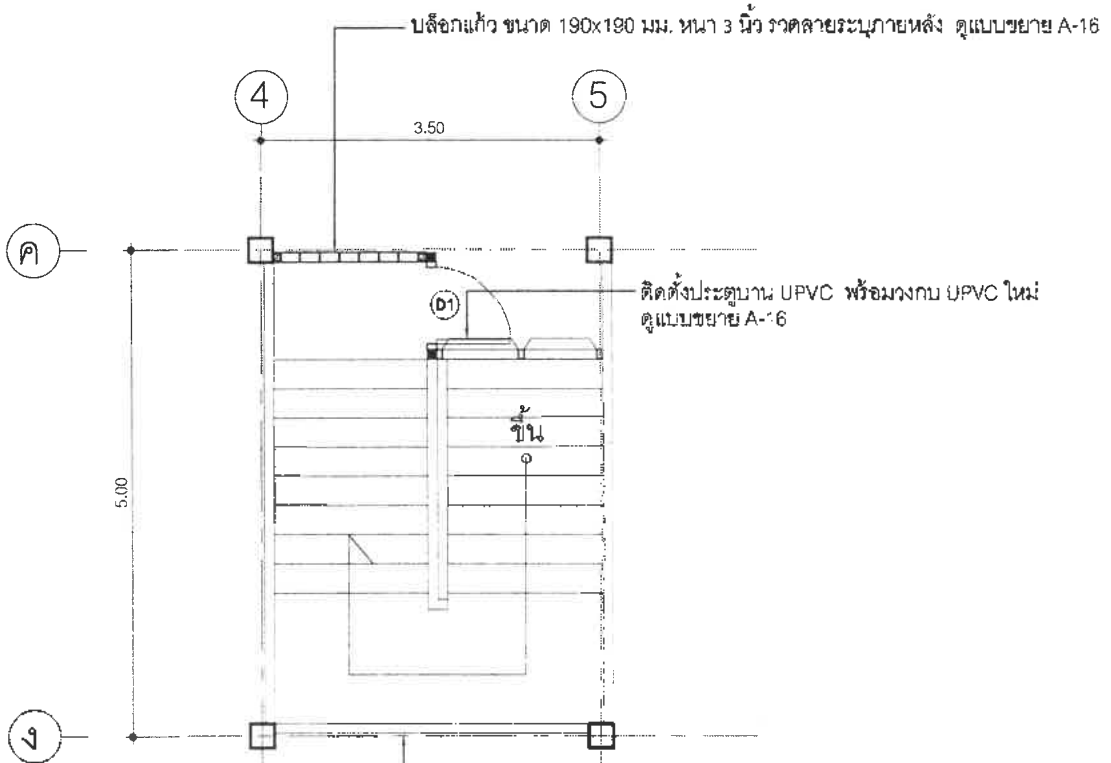 บล็อกแก้ว ขนาด 190x190 มม. หนา 3 นิ้ว ลวดลายระบุภายหลัง ดูแบบขยาย A-16
4
5
3.50
ค
ติดตั้งประตูบาน UPVC พร้อมวงกบ UPVC ใหม่
ดูแบบขยาย A-16
D1
ขึ้น
5.00
ง